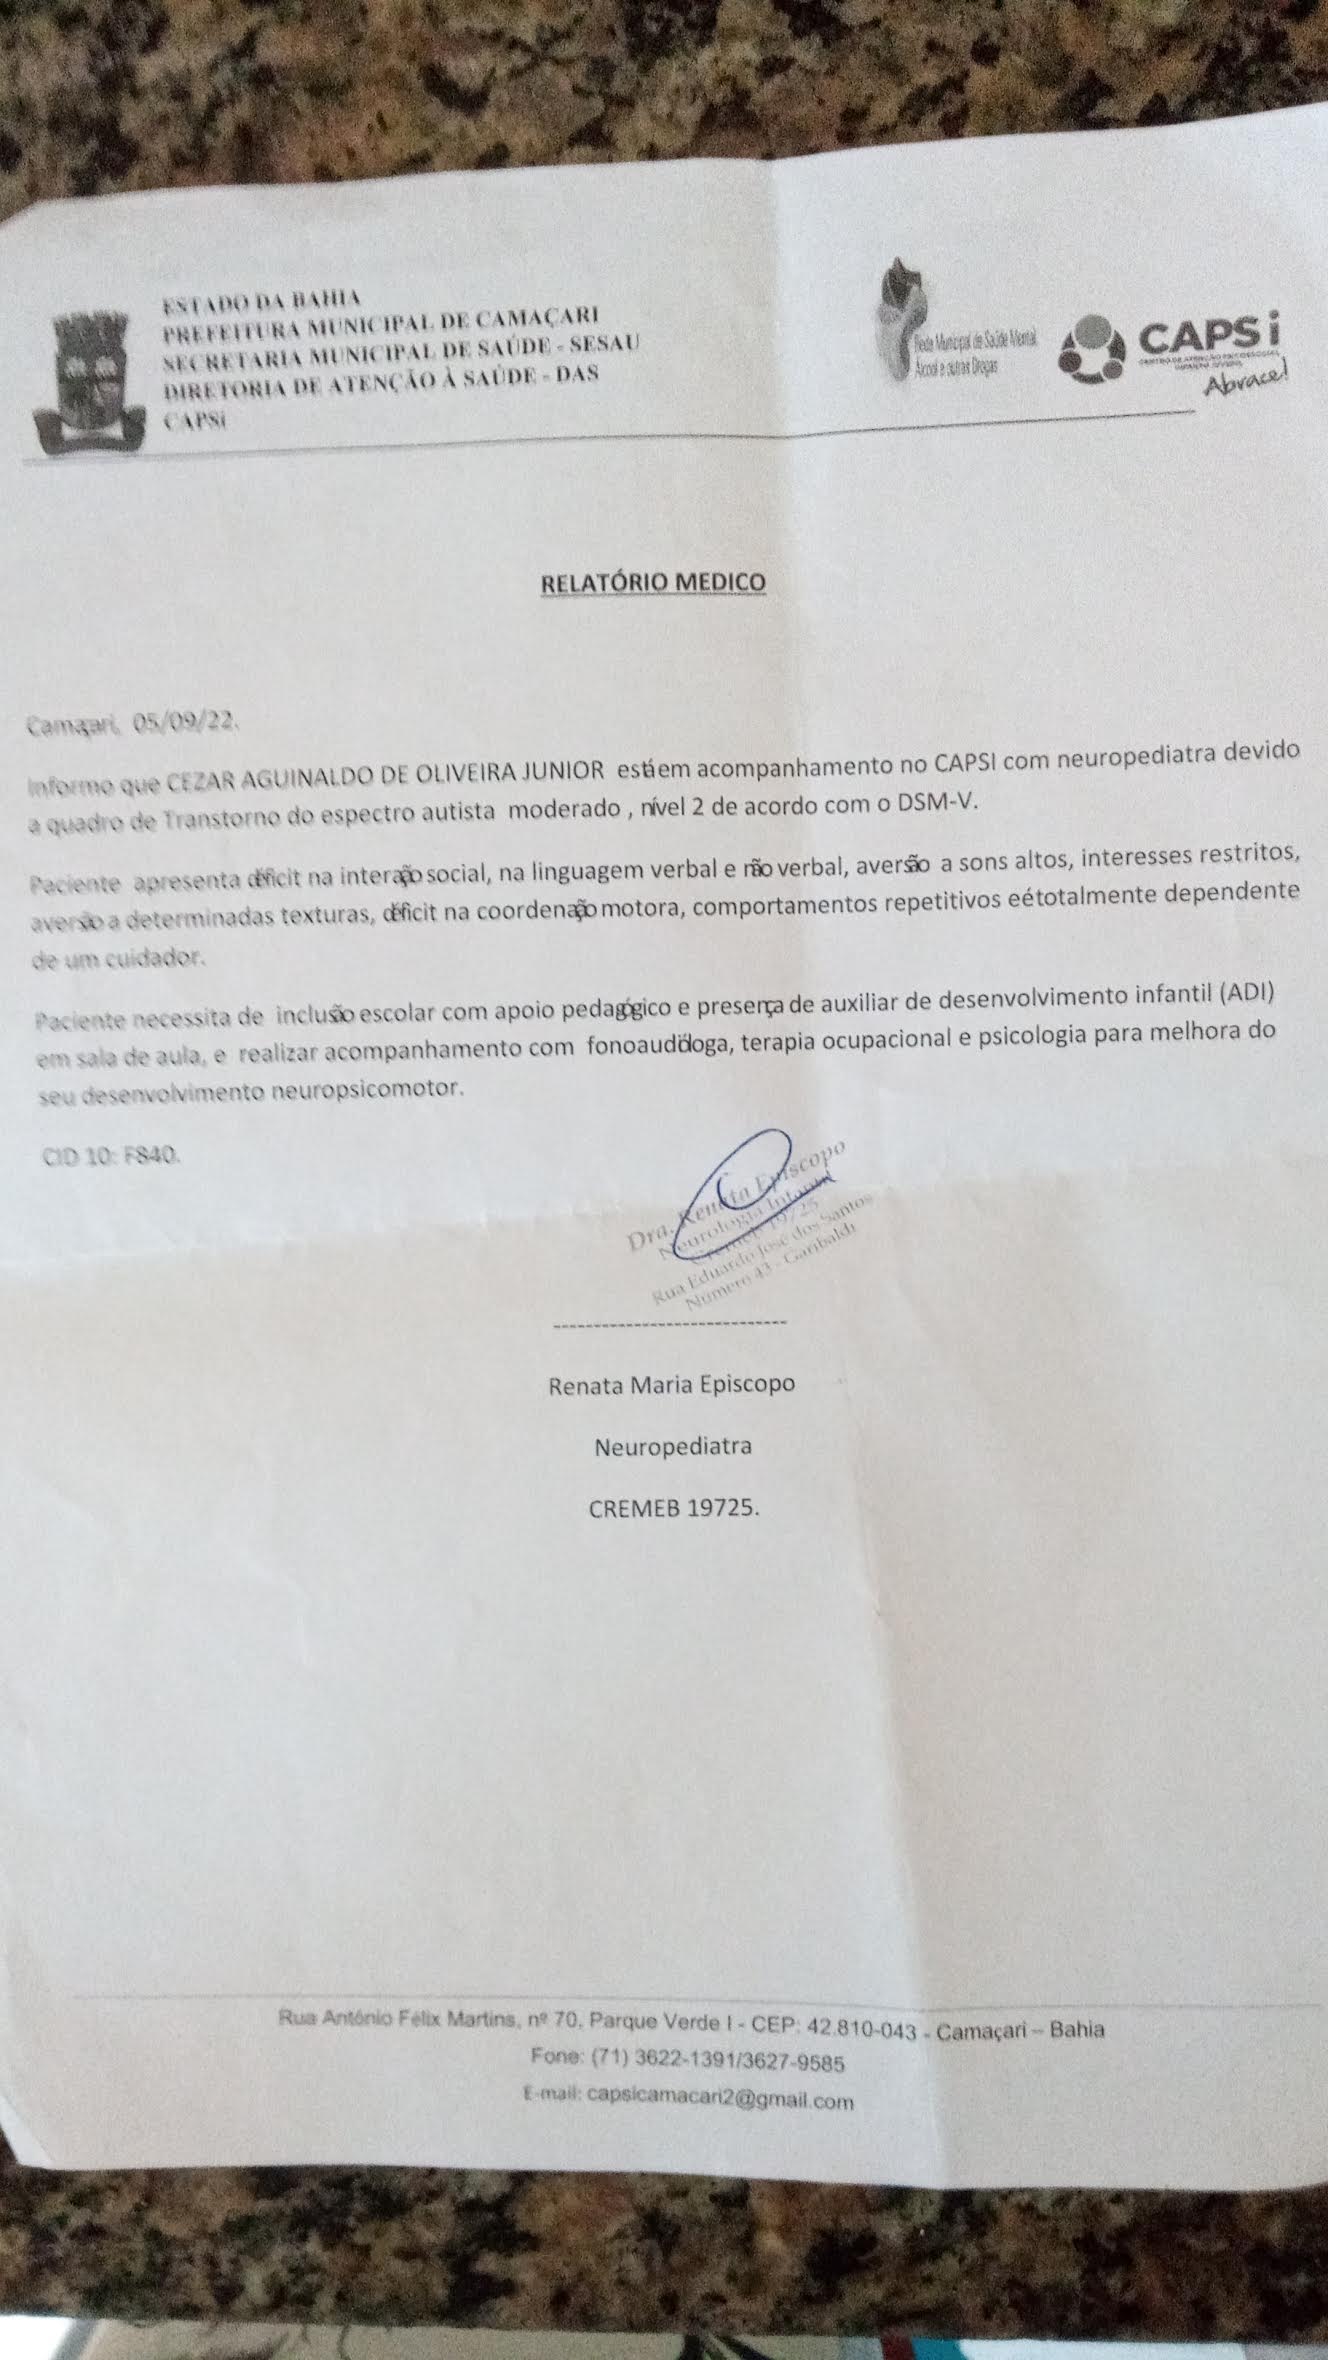 ESTADO DA BAHIA
PREFEITURA MUNICIPAL DE CAMAÇARI
SECRETARIA MUNICIPAL DE SAÚDE - SESAU
DIRETORIA DE ATENÇÃO À SAÚDE - DAS
CAPSi
Rede Municipal de Saúde Mental
Álcool e outras Drogas
CAPS i
Abrace!
RELATÓRIO MEDICO
Camaçari, 05/09/22.
Informo que CEZAR AGUINALDO DE OLIVEIRA JUNIOR está em acompanhamento no CAPSI com neuropediatra devido
a quadro de Transtorno do espectro autista moderado , nível 2 de acordo com o DSM-V.
Paciente apresenta déficit na interação social, na linguagem verbal e não verbal, aversão a sons altos, interesses restritos,
aversão a determinadas texturas, déficit na coordenação motora, comportamentos repetitivos e é totalmente dependente
de um cuidador.
Paciente necessita de inclusão escolar com apoio pedagógico e presença de auxiliar de desenvolvimento infantil (ADI)
em sala de aula, e realizar acompanhamento com fonoaudióloga, terapia ocupacional e psicologia para melhora do
seu desenvolvimento neuropsicomotor.
CID 10: F840.
Dra. Renata Episcopo
Neurologia Infantil
Cremeb 19725
Rua Eduardo José dos Santos
Número 43 - Garibaldi
----------------------------
Renata Maria Episcopo
Neuropediatra
CREMEB 19725.
Rua Antônio Félix Martins, nº 70, Parque Verde I - CEP: 42.810-043 - Camaçari – Bahia
Fone: (71) 3622-1391/3627-9585
E-mail: capsicamacari2@gmail.com